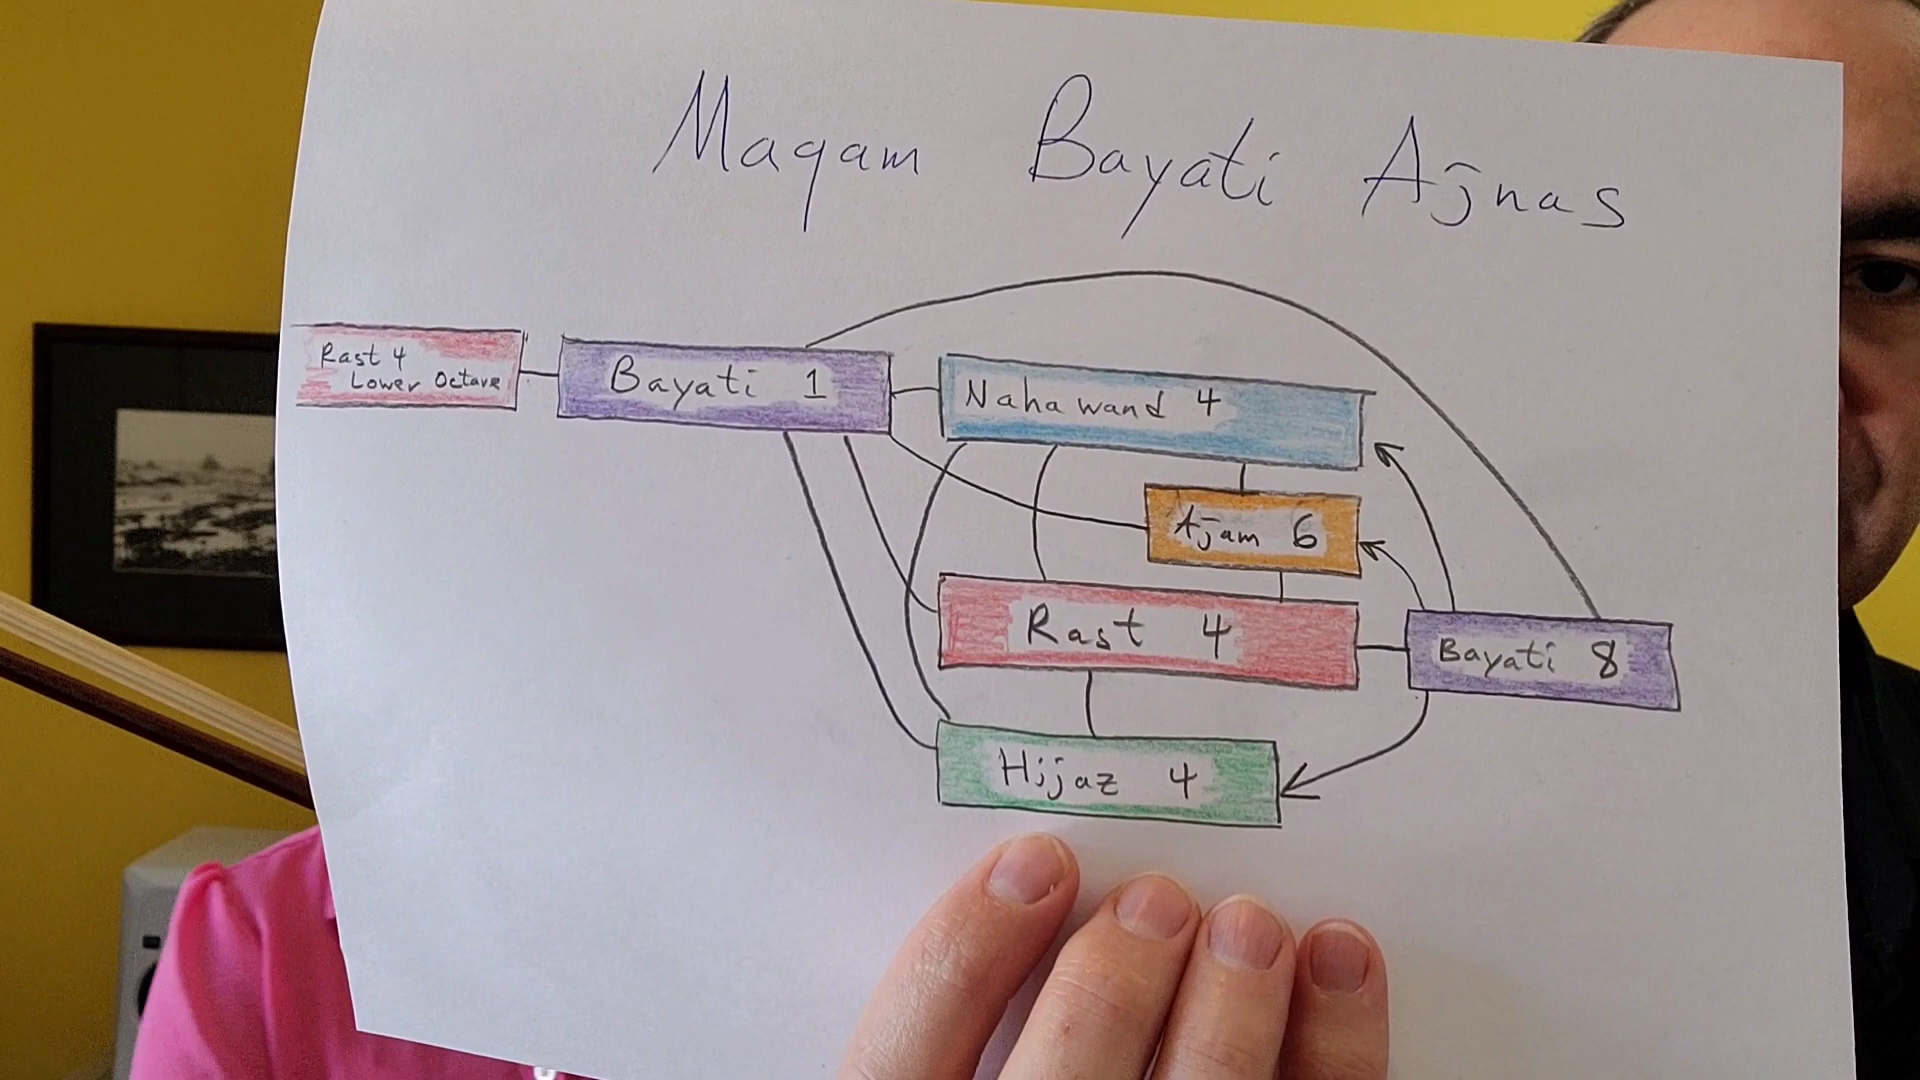 Maqam Bayati Ajnas
Rast 4
Lower Octave
Bayati 1
Nahawand 4
Ajam 6
Rast 4
Bayati 8
Hijaz 4